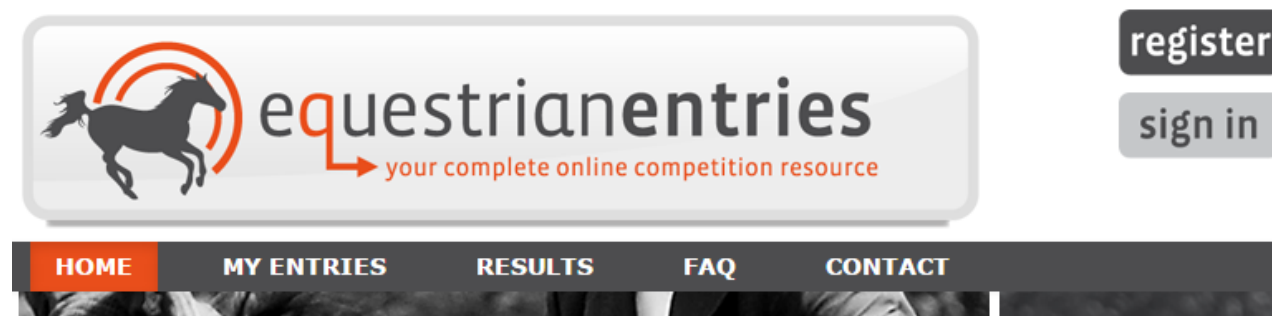 register
equestrianentries
sign in
your complete online competition resource
HOME MY ENTRIES RESULTS FAQ CONTACT